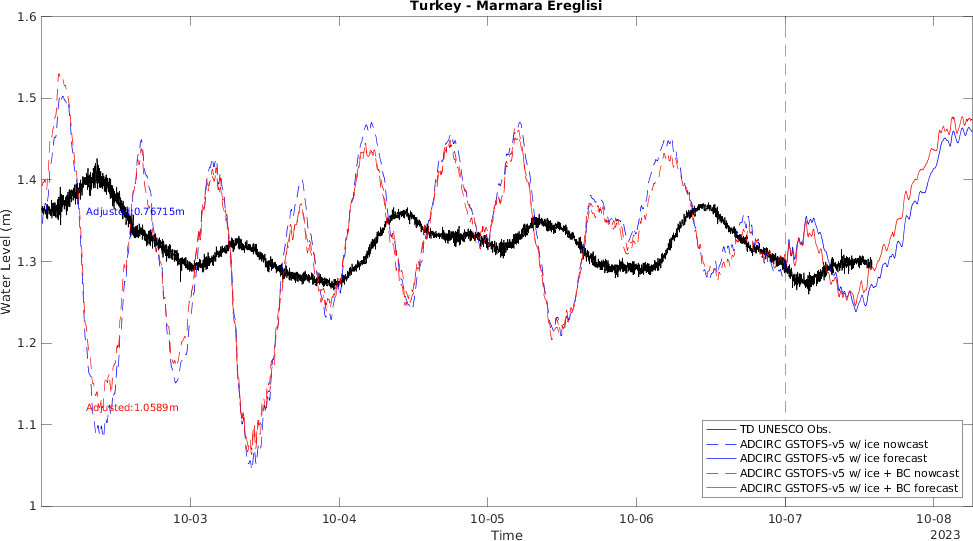 Turkey - Marmara Ereglisi
1.6
1.5
1.4
1.3
1.2
1.1
1
Water Level (m)
Adjusted:0.76715m
Adjusted:1.0589m
TD UNESCO Obs.
ADCIRC GSTOFS-v5 w/ ice nowcast
ADCIRC GSTOFS-v5 w/ ice forecast
ADCIRC GSTOFS-v5 w/ ice + BC nowcast
ADCIRC GSTOFS-v5 w/ ice + BC forecast
10-03 10-04 10-05 10-06 10-07 10-08
Time
2023